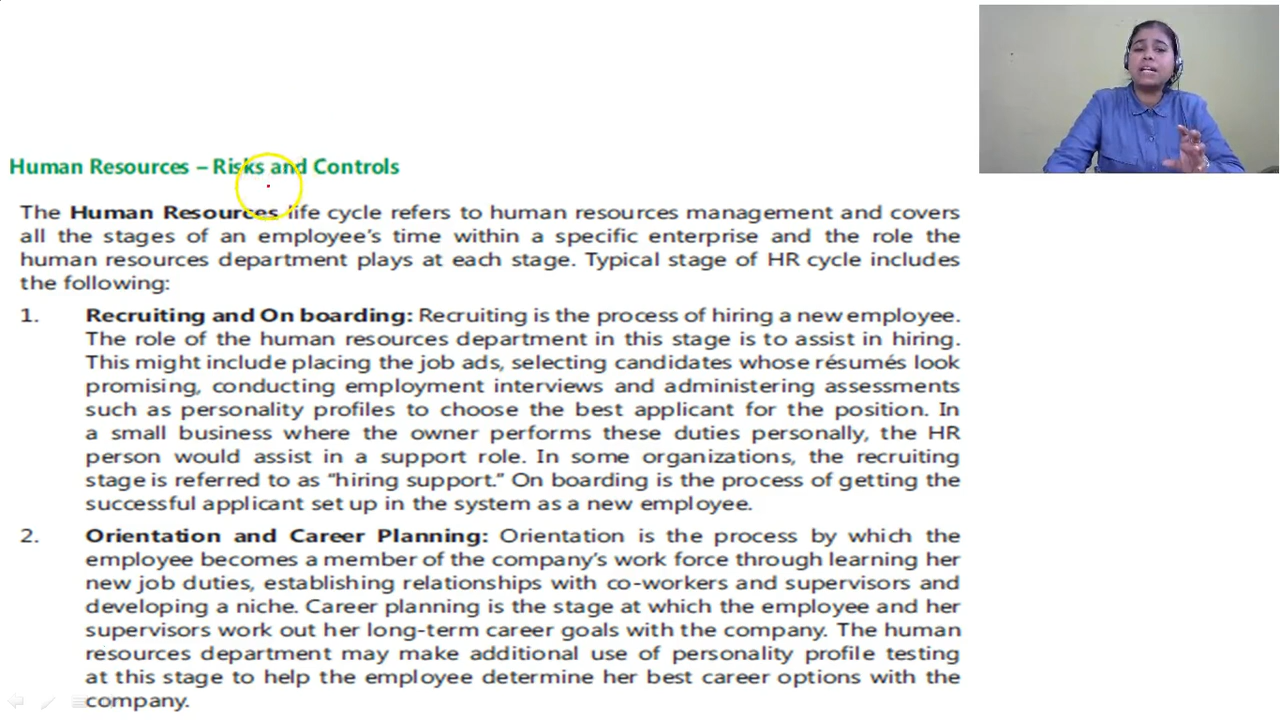 Human Resources – Risks and Controls
The Human Resources life cycle refers to human resources management and covers
all the stages of an employee's time within a specific enterprise and the role the
human resources department plays at each stage. Typical stage of HR cycle includes
the following:
1. Recruiting and On boarding: Recruiting is the process of hiring a new employee.
The role of the human resources department in this stage is to assist in hiring.
This might include placing the job ads, selecting candidates whose résumés look
promising, conducting employment interviews and administering assessments
such as personality profiles to choose the best applicant for the position. In
a small business where the owner performs these duties personally, the HR
person would assist in a support role. In some organizations, the recruiting
stage is referred to as “hiring support.” On boarding is the process of getting the
successful applicant set up in the system as a new employee.
2. Orientation and Career Planning: Orientation is the process by which the
employee becomes a member of the company's work force through learning her
new job duties, establishing relationships with co-workers and supervisors and
developing a niche. Career planning is the stage at which the employee and her
supervisors work out her long-term career goals with the company. The human
resources department may make additional use of personality profile testing
at this stage to help the employee determine her best career options with the
company.